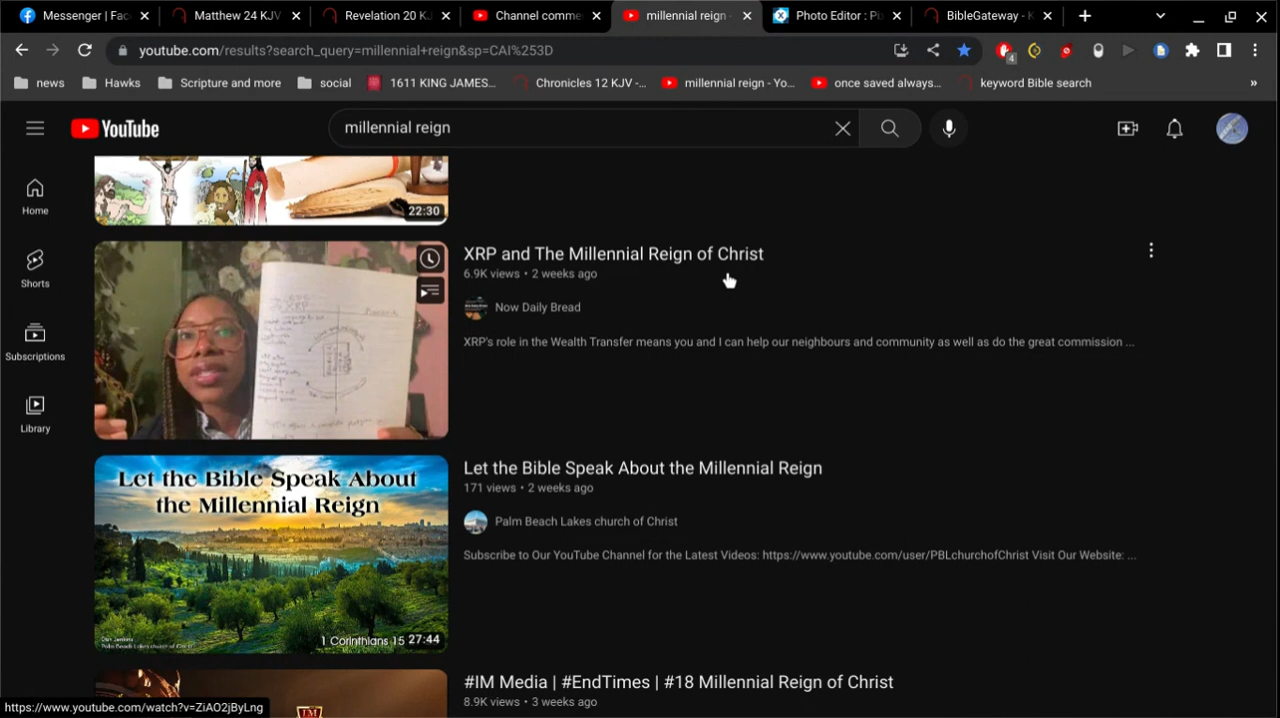 Messenger | Fac
Matthew 24 KJV
Revelation 20 KJ
Channel comme
millennial reign -
Photo Editor : Pi
BibleGateway - K
youtube.com/results?search_query=millennial+reign&sp=CAI%253D
4
news
Hawks
Scripture and more
social
1611 KING JAMES...
Chronicles 12 KJV -...
millennial reign - Yo...
once saved always...
keyword Bible search
»
YouTube
millennial reign
Home
Shorts
Subscriptions
Library
22:30
XRP and The Millennial Reign of Christ
6.9K views • 2 weeks ago
Now Daily Bread
XRP's role in the Wealth Transfer means you and I can help our neighbours and community as well as do the great commission ...
Let the Bible Speak About
the Millennial Reign
1 Corinthians 15
27:44
Let the Bible Speak About the Millennial Reign
171 views • 2 weeks ago
Palm Beach Lakes church of Christ
Subscribe to Our YouTube Channel for the Latest Videos: https://www.youtube.com/user/PBLchurchofChrist Visit Our Website: ...
IM
#IM Media | #EndTimes | #18 Millennial Reign of Christ
8.9K views • 3 weeks ago
https://www.youtube.com/watch?v=ZiAO2jByLng